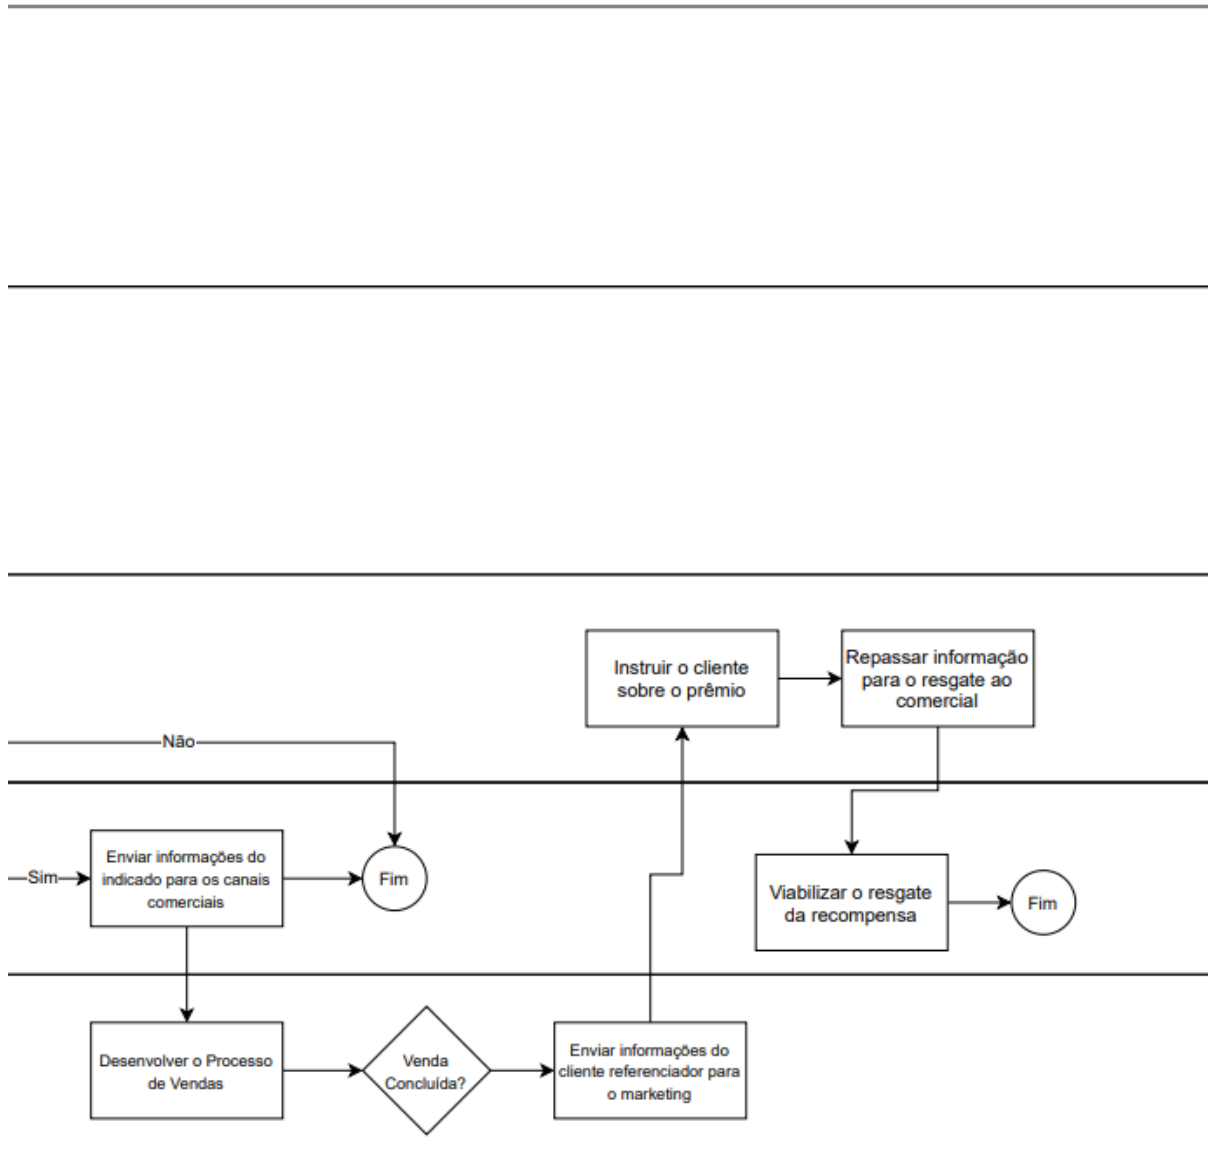 Instruir o cliente
sobre o prêmio
Repassar informação
para o resgate ao
comercial
Não
Sim
Enviar informações do
indicado para os canais
comerciais
Fim
Viabilizar o resgate
da recompensa
Fim
Desenvolver o Processo
de Vendas
Venda
Concluída?
Enviar informações do
cliente referenciador para
o marketing